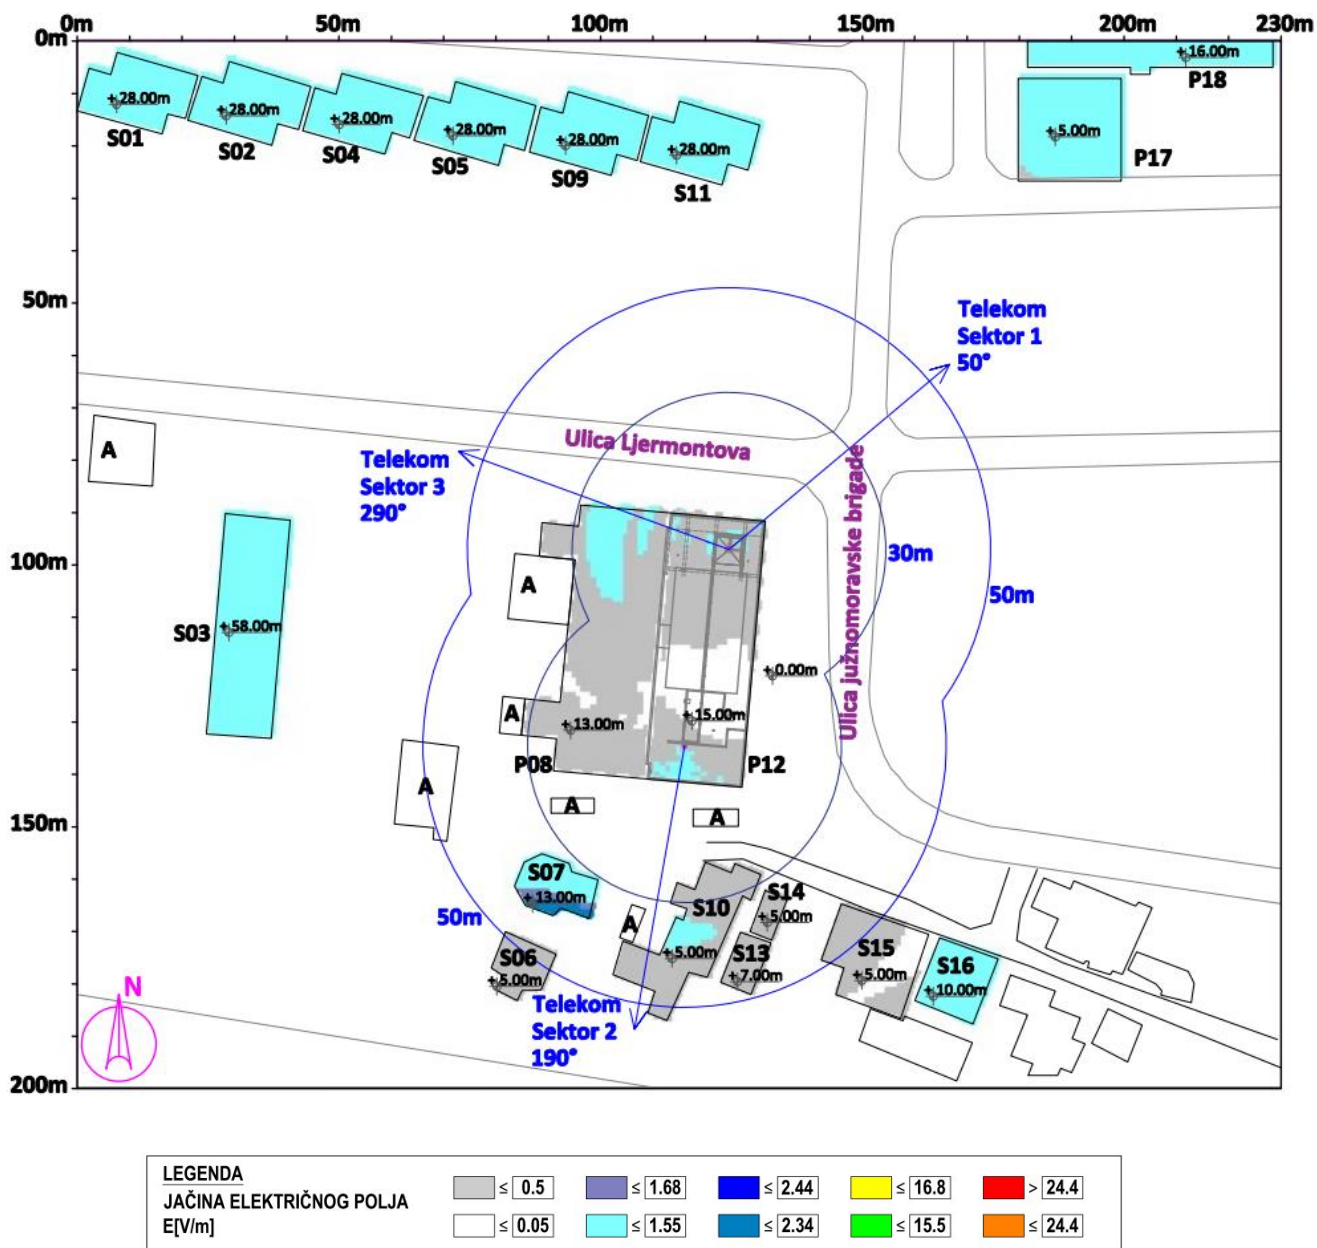 0m 50m 100m 150m 200m 230m
0m
+16.00m
P18
+28.00m
+28.00m
+28.00m
+28.00m
+28.00m
+28.00m
+5.00m
S01
S02
S04
S05
S09
S11
P17
50m
Telekom
Sektor 1
50°
Ulica Ljermontova
Telekom
Sektor 3
290°
A
Ulica južnomoravske brigade
30m
50m
100m
A
S03
+58.00m
+0.00m
A
+13.00m
+15.00m
P08
P12
A
A
A
150m
S07
+13.00m
50m
A
S10
+5.00m
S14
+5.00m
S13
+7.00m
S15
+5.00m
S16
+10.00m
S06
+5.00m
N
Telekom
Sektor 2
190°
200m
LEGENDA
JAČINA ELEKTRIČNOG POLJA
E[V/m]
≤ 0.5 ≤ 1.68 ≤ 2.44 ≤ 16.8 > 24.4
≤ 0.05 ≤ 1.55 ≤ 2.34 ≤ 15.5 ≤ 24.4